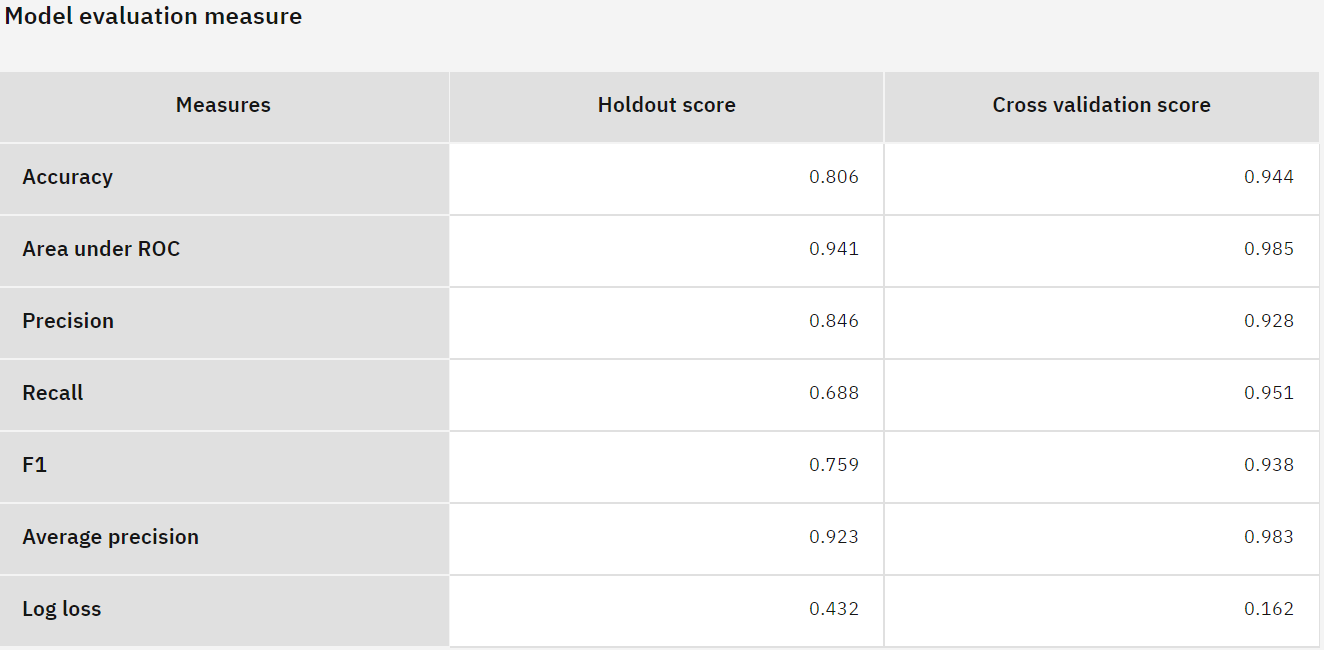 Model evaluation measure
Measures Holdout score Cross validation score
Accuracy 0.806 0.944
Area under ROC 0.941 0.985
Precision 0.846 0.928
Recall 0.688 0.951
F1 0.759 0.938
Average precision 0.923 0.983
Log loss 0.432 0.162